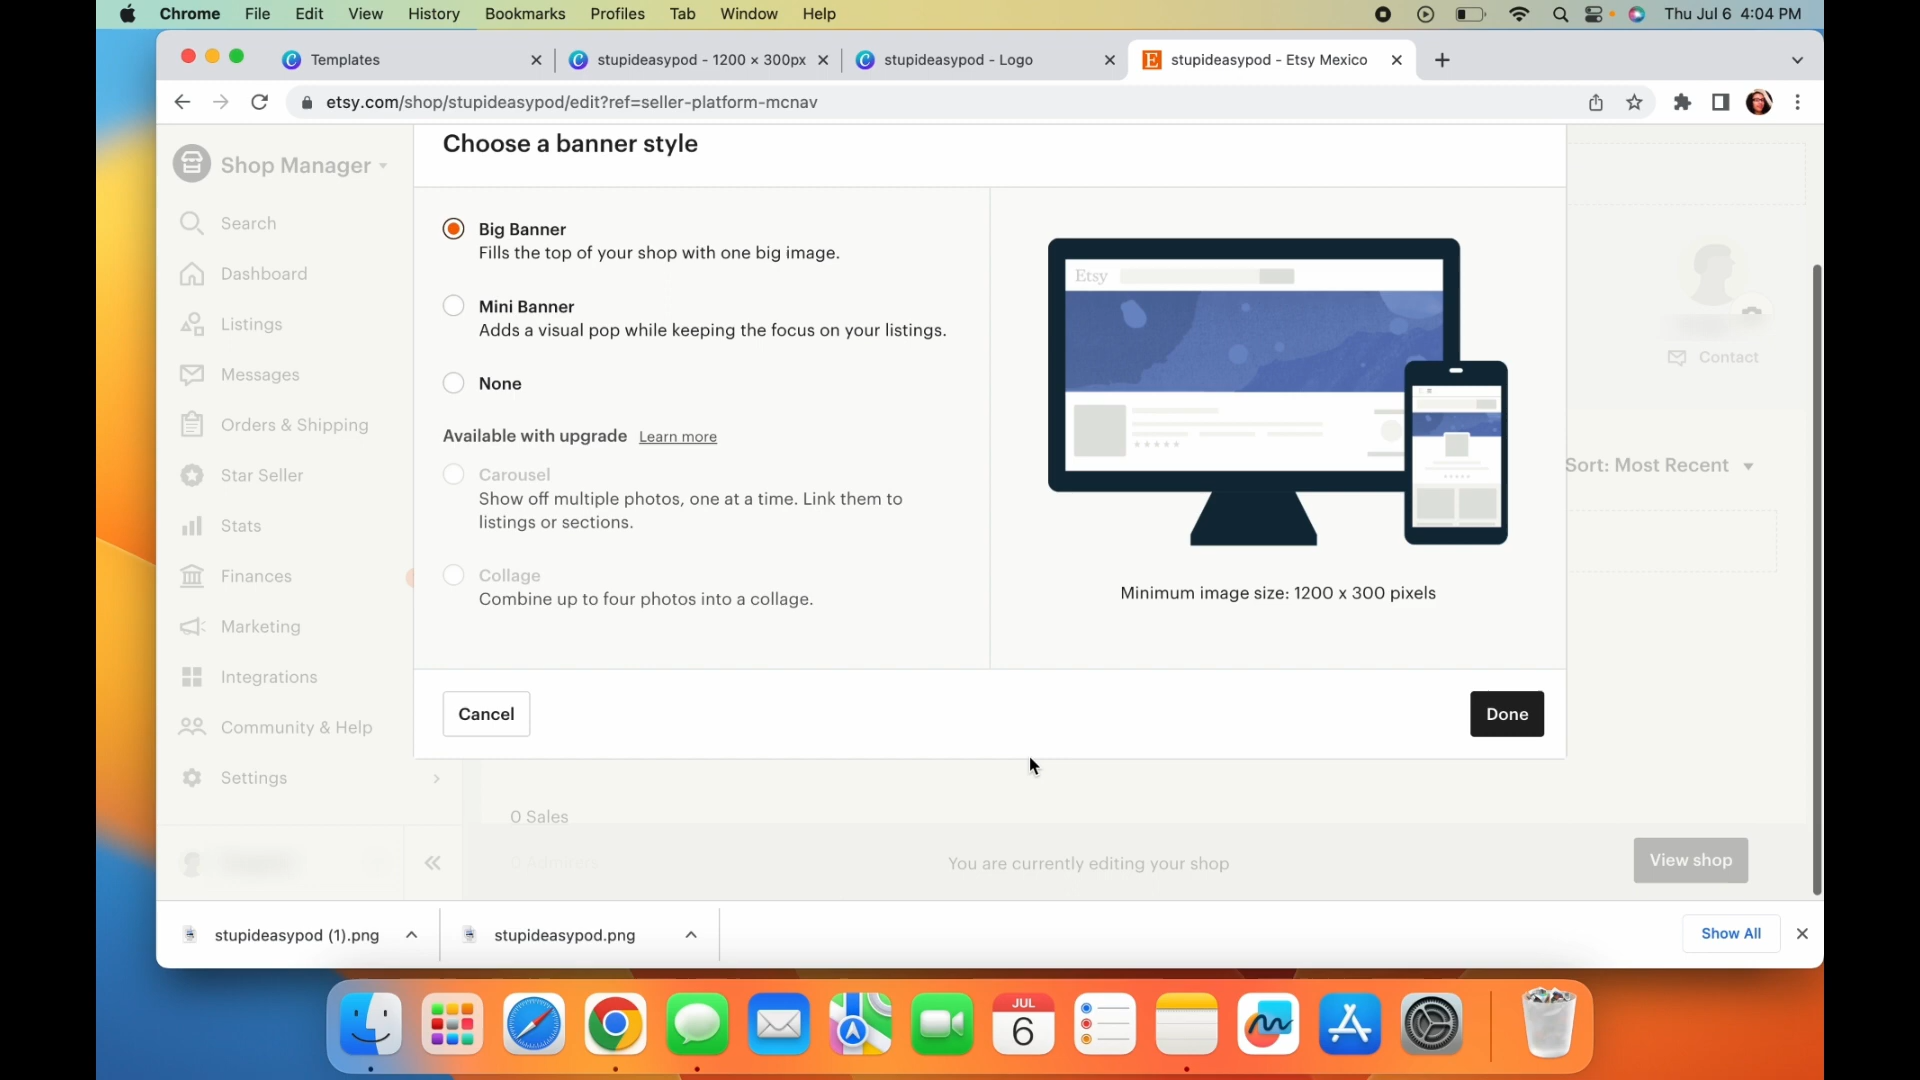 Chrome File Edit View History Bookmarks Profiles Tab Window Help Thu Jul 6 4:04 PM
Templates stupideasypod - 1200 × 300px stupideasypod - Logo stupideasypod - Etsy Mexico
etsy.com/shop/stupideasypod/edit?ref=seller-platform-mcnav
Choose a banner style
Shop Manager
Search
Dashboard
Listings
Messages
Orders & Shipping
Star Seller
Stats
Finances
Marketing
Integrations
Community & Help
Settings
Big Banner
Fills the top of your shop with one big image.
Mini Banner
Adds a visual pop while keeping the focus on your listings.
None
Available with upgrade Learn more
Carousel
Show off multiple photos, one at a time. Link them to
listings or sections.
Collage
Combine up to four photos into a collage.
Etsy
Minimum image size: 1200 x 300 pixels
Contact
Sort: Most Recent
Cancel
Done
0 Sales
0 Admirers
You are currently editing your shop
View shop
stupideasypod (1).png
stupideasypod.png
Show All
JUL
6